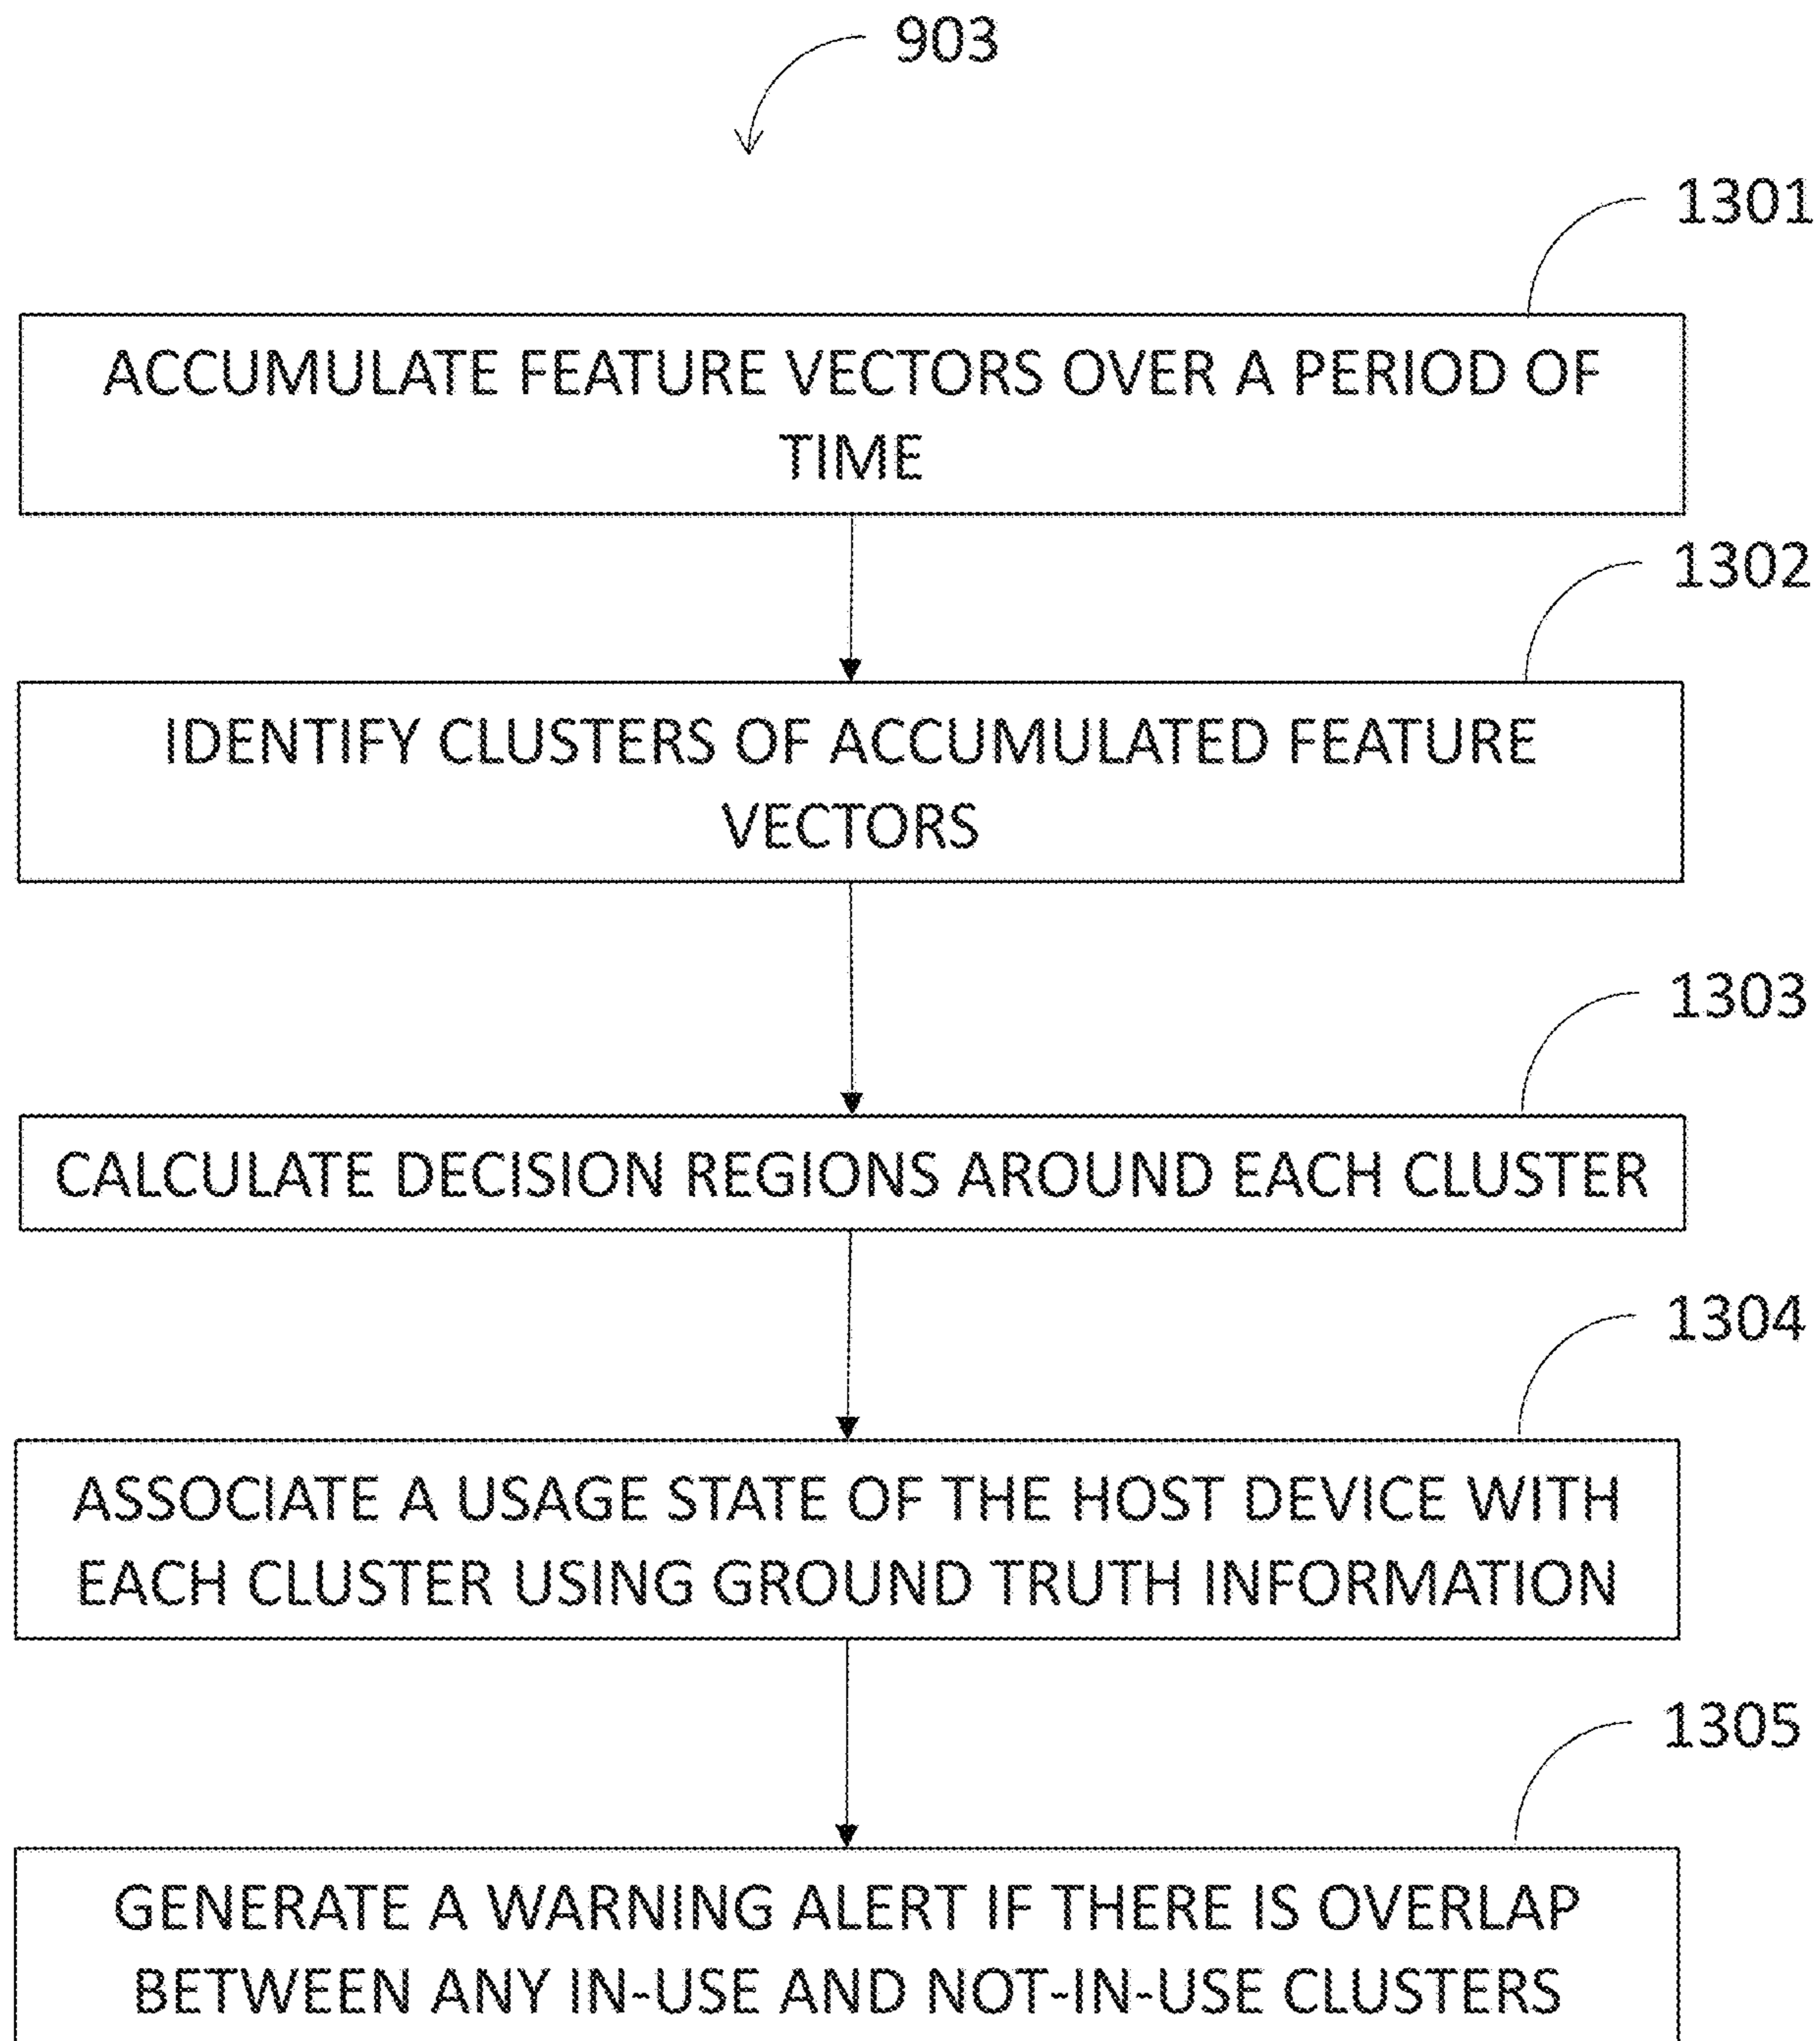 903
1301
ACCUMULATE FEATURE VECTORS OVER A PERIOD OF
TIME
1302
IDENTIFY CLUSTERS OF ACCUMULATED FEATURE
VECTORS
1303
CALCULATE DECISION REGIONS AROUND EACH CLUSTER
1304
ASSOCIATE A USAGE STATE OF THE HOST DEVICE WITH
EACH CLUSTER USING GROUND TRUTH INFORMATION
1305
GENERATE A WARNING ALERT IF THERE IS OVERLAP
BETWEEN ANY IN-USE AND NOT-IN-USE CLUSTERS